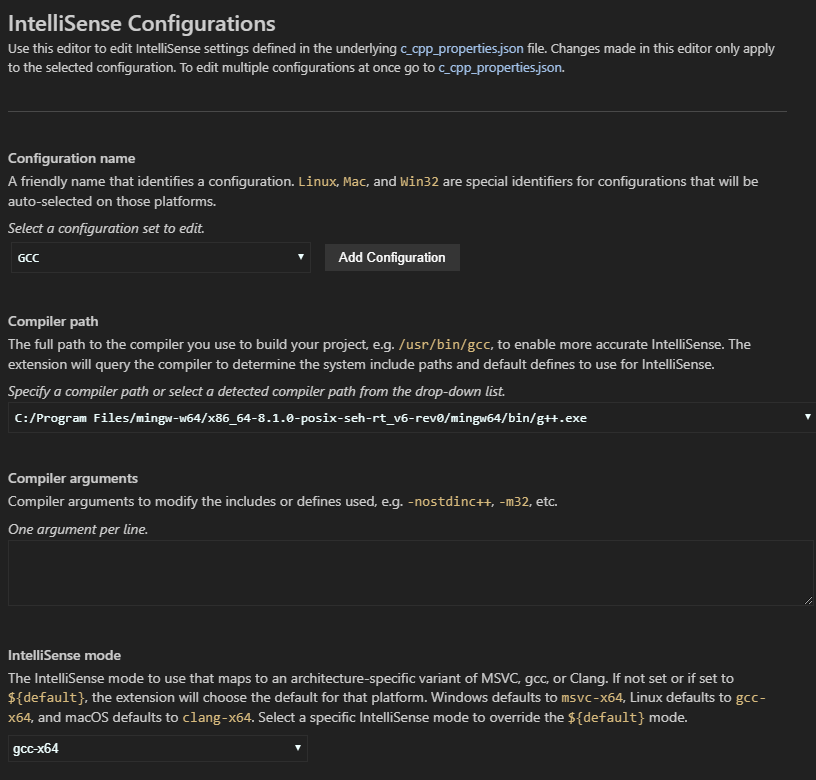 IntelliSense Configurations
Use this editor to edit IntelliSense settings defined in the underlying c_cpp_properties.json file. Changes made in this editor only apply
to the selected configuration. To edit multiple configurations at once go to c_cpp_properties.json.
Configuration name
A friendly name that identifies a configuration. Linux, Mac, and Win32 are special identifiers for configurations that will be
auto-selected on those platforms.
Select a configuration set to edit.
GCC
Add Configuration
Compiler path
The full path to the compiler you use to build your project, e.g. /usr/bin/gcc, to enable more accurate IntelliSense. The
extension will query the compiler to determine the system include paths and default defines to use for IntelliSense.
Specify a compiler path or select a detected compiler path from the drop-down list.
C:/Program Files/mingw-w64/x86_64-8.1.0-posix-seh-rt_v6-rev0/mingw64/bin/g++.exe
Compiler arguments
Compiler arguments to modify the includes or defines used, e.g. -nostdinc++, -m32, etc.
One argument per line.
IntelliSense mode
The IntelliSense mode to use that maps to an architecture-specific variant of MSVC, gcc, or Clang. If not set or if set to
${default}, the extension will choose the default for that platform. Windows defaults to msvc-x64, Linux defaults to gcc-
x64, and macOS defaults to clang-x64. Select a specific IntelliSense mode to override the ${default} mode.
gcc-x64